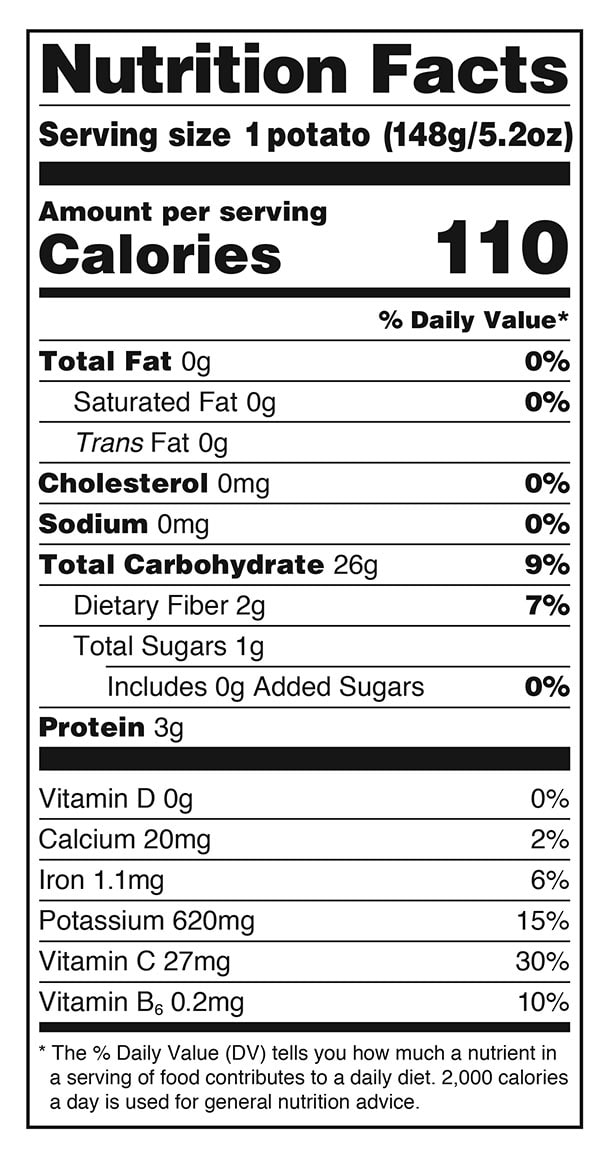 Nutrition Facts
Serving size 1 potato (148g/5.2oz)
Amount per serving
Calories 110
% Daily Value*
Total Fat 0g 0%
Saturated Fat 0g 0%
Trans Fat 0g
Cholesterol 0mg 0%
Sodium 0mg 0%
Total Carbohydrate 26g 9%
Dietary Fiber 2g 7%
Total Sugars 1g
Includes 0g Added Sugars 0%
Protein 3g
Vitamin D 0g 0%
Calcium 20mg 2%
Iron 1.1mg 6%
Potassium 620mg 15%
Vitamin C 27mg 30%
Vitamin B₆ 0.2mg 10%
* The % Daily Value (DV) tells you how much a nutrient in
a serving of food contributes to a daily diet. 2,000 calories
a day is used for general nutrition advice.